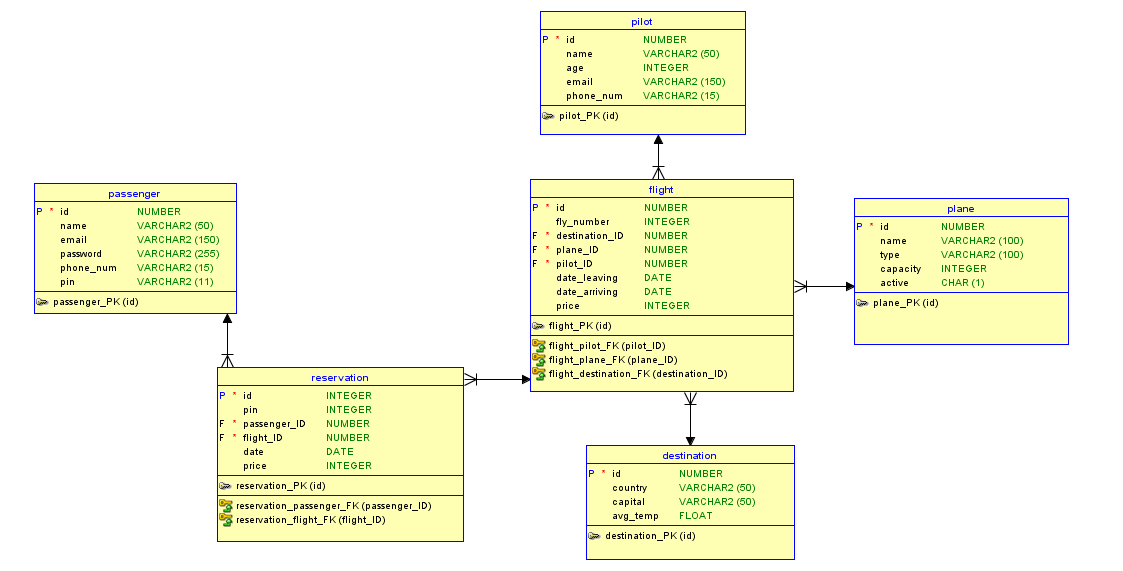 pilot
P * id NUMBER
name VARCHAR2 (50)
age INTEGER
email VARCHAR2 (150)
phone_num VARCHAR2 (15)
pilot_PK (id)
passenger
P * id NUMBER
name VARCHAR2 (50)
email VARCHAR2 (150)
password VARCHAR2 (255)
phone_num VARCHAR2 (15)
pin VARCHAR2 (11)
passenger_PK (id)
flight
P * id NUMBER
fly_number INTEGER
F * destination_ID NUMBER
F * plane_ID NUMBER
F * pilot_ID NUMBER
date_leaving DATE
date_arriving DATE
price INTEGER
flight_PK (id)
flight_pilot_FK (pilot_ID)
flight_plane_FK (plane_ID)
flight_destination_FK (destination_ID)
plane
P * id NUMBER
name VARCHAR2 (100)
type VARCHAR2 (100)
capacity INTEGER
active CHAR (1)
plane_PK (id)
reservation
P * id INTEGER
pin INTEGER
F * passenger_ID NUMBER
F * flight_ID NUMBER
date DATE
price INTEGER
reservation_PK (id)
reservation_passenger_FK (passenger_ID)
reservation_flight_FK (flight_ID)
destination
P * id NUMBER
country VARCHAR2 (50)
capital VARCHAR2 (50)
avg_temp FLOAT
destination_PK (id)